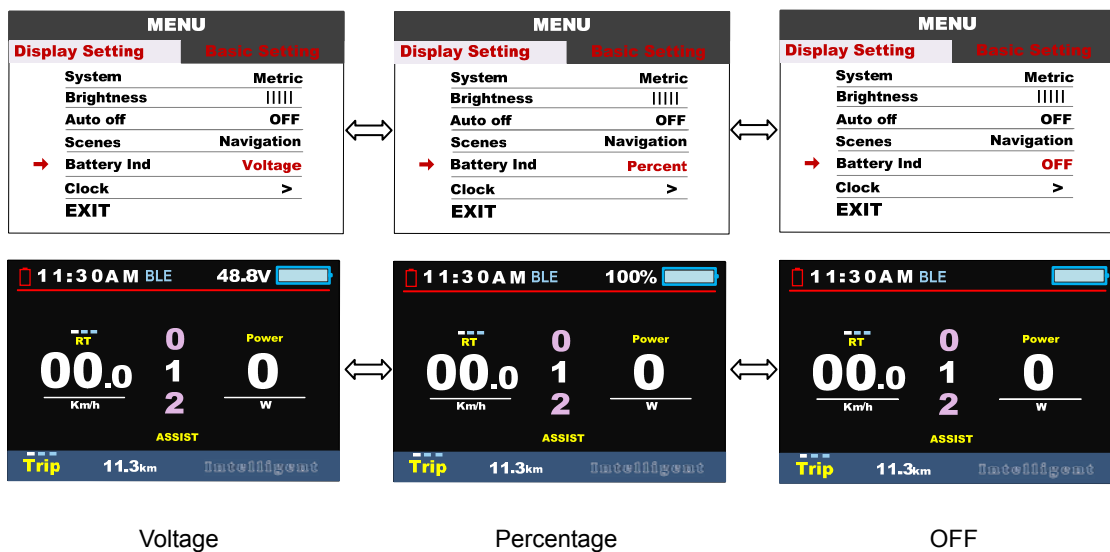 MENU
Display Setting Basic Setting
System Metric
Brightness |||||
Auto off OFF
Scenes Navigation
Battery Ind Voltage
Clock >
EXIT
MENU
Display Setting Basic Setting
System Metric
Brightness |||||
Auto off OFF
Scenes Navigation
Battery Ind Percent
Clock >
EXIT
MENU
Display Setting Basic Setting
System Metric
Brightness |||||
Auto off OFF
Scenes Navigation
Battery Ind OFF
Clock >
EXIT
11:30AM BLE 48.8V
RT 0 Power
00.0 1 0
Km/h 2 W
ASSIST
Trip 11.3km Intelligent
11:30AM BLE 100%
RT 0 Power
00.0 1 0
Km/h 2 W
ASSIST
Trip 11.3km Intelligent
11:30AM BLE
RT 0 Power
00.0 1 0
Km/h 2 W
ASSIST
Trip 11.3km Intelligent
Voltage Percentage OFF